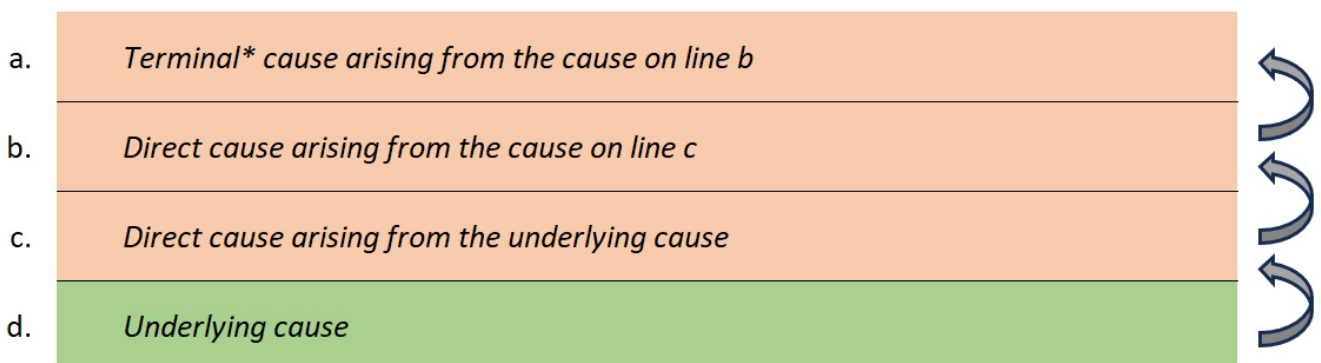 a. Terminal* cause arising from the cause on line b
b. Direct cause arising from the cause on line c
c. Direct cause arising from the underlying cause
d. Underlying cause